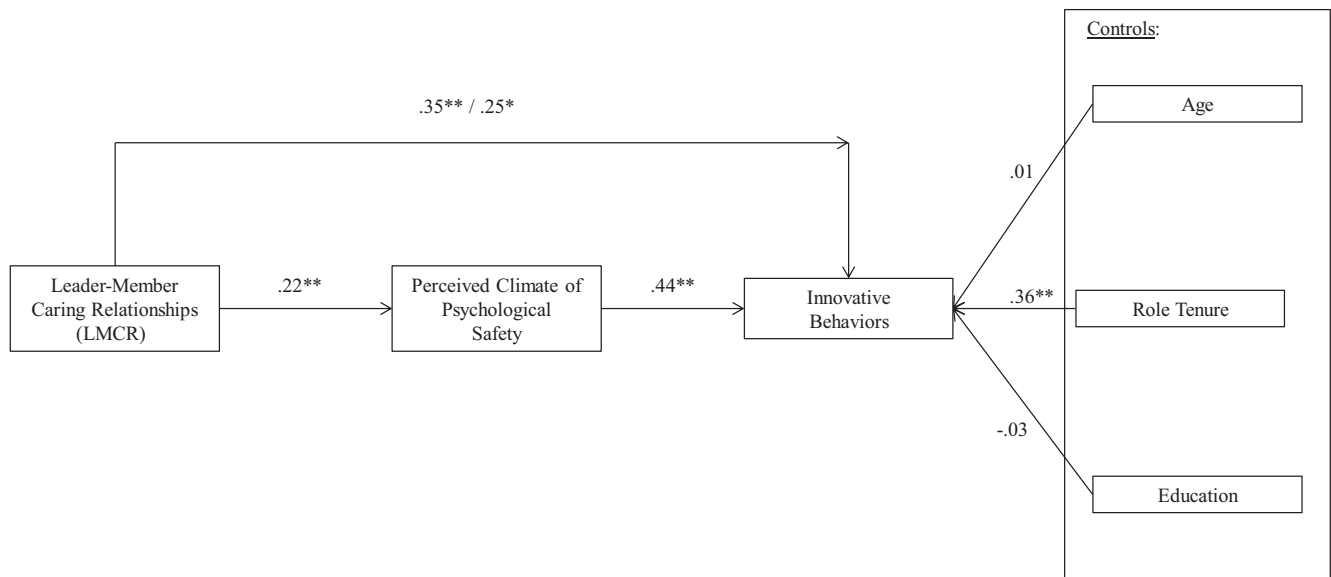 Controls:
Age
.35** / .25*
.01
Leader-Member
Caring Relationships
(LMCR)
.22**
Perceived Climate of
Psychological
Safety
.44**
Innovative
Behaviors
.36**
Role Tenure
-.03
Education